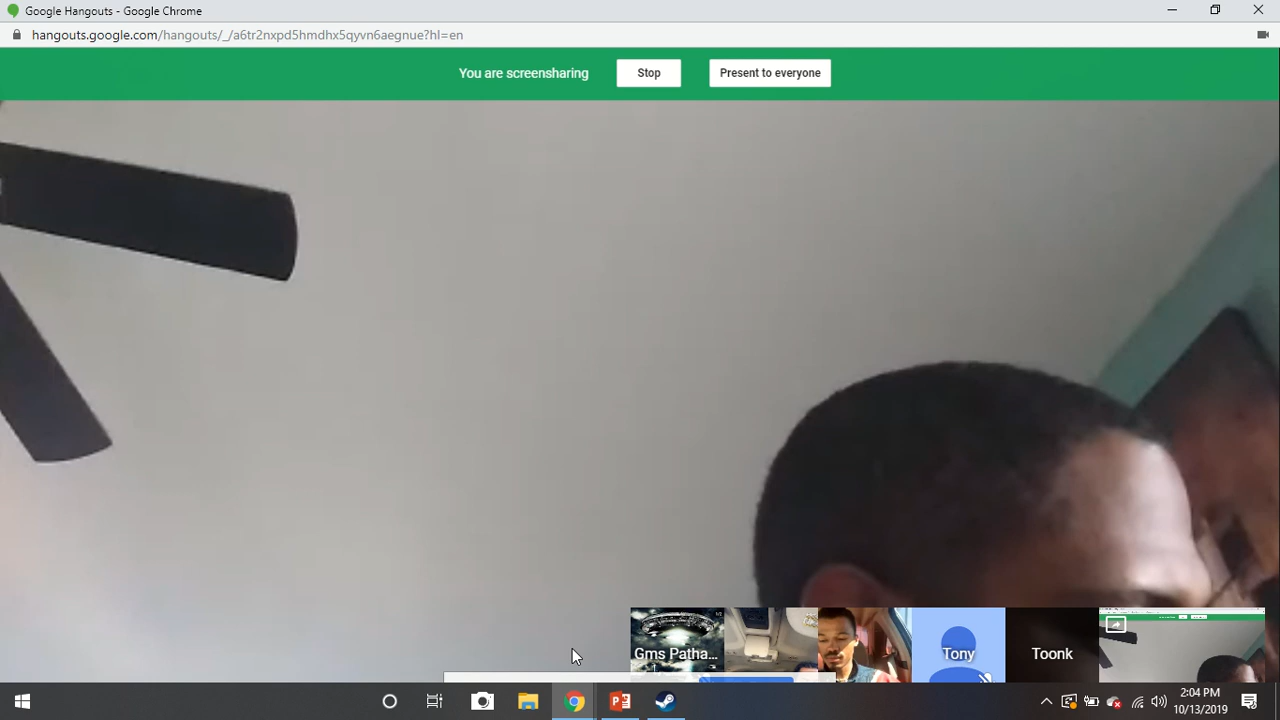 Google Hangouts - Google Chrome
hangouts.google.com/hangouts/_/a6tr2nxpd5hmdhx5qyvn6aegnue?hl=en
You are screensharing
Stop
Present to everyone
Gms Patha...
Tony
Toonk
2:04 PM
10/13/2019